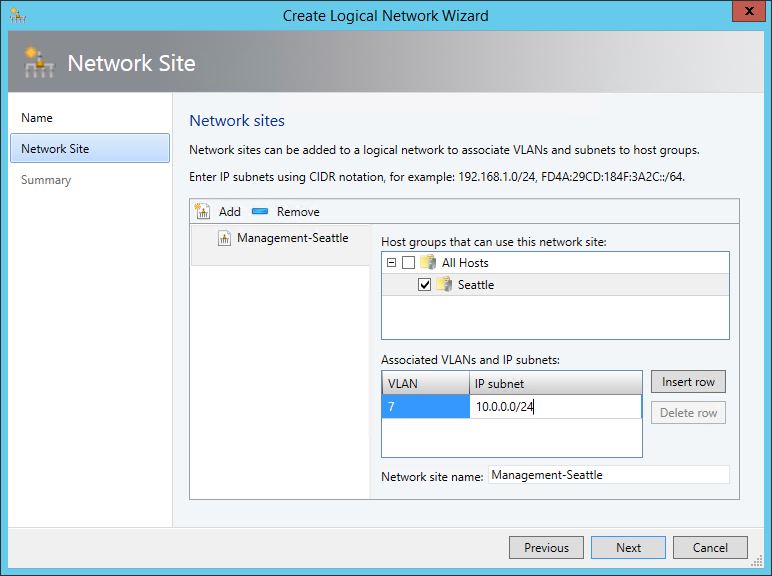 Create Logical Network Wizard
x
Network Site
Name
Network Site
Summary
Network sites
Network sites can be added to a logical network to associate VLANs and subnets to host groups.
Enter IP subnets using CIDR notation, for example: 192.168.1.0/24, FD4A:29CD:184F:3A2C::/64.
Add Remove
Management-Seattle
Host groups that can use this network site:
All Hosts
Seattle
Associated VLANs and IP subnets:
VLAN IP subnet
7 10.0.0.0/24
Insert row
Delete row
Network site name: Management-Seattle
Previous Next Cancel